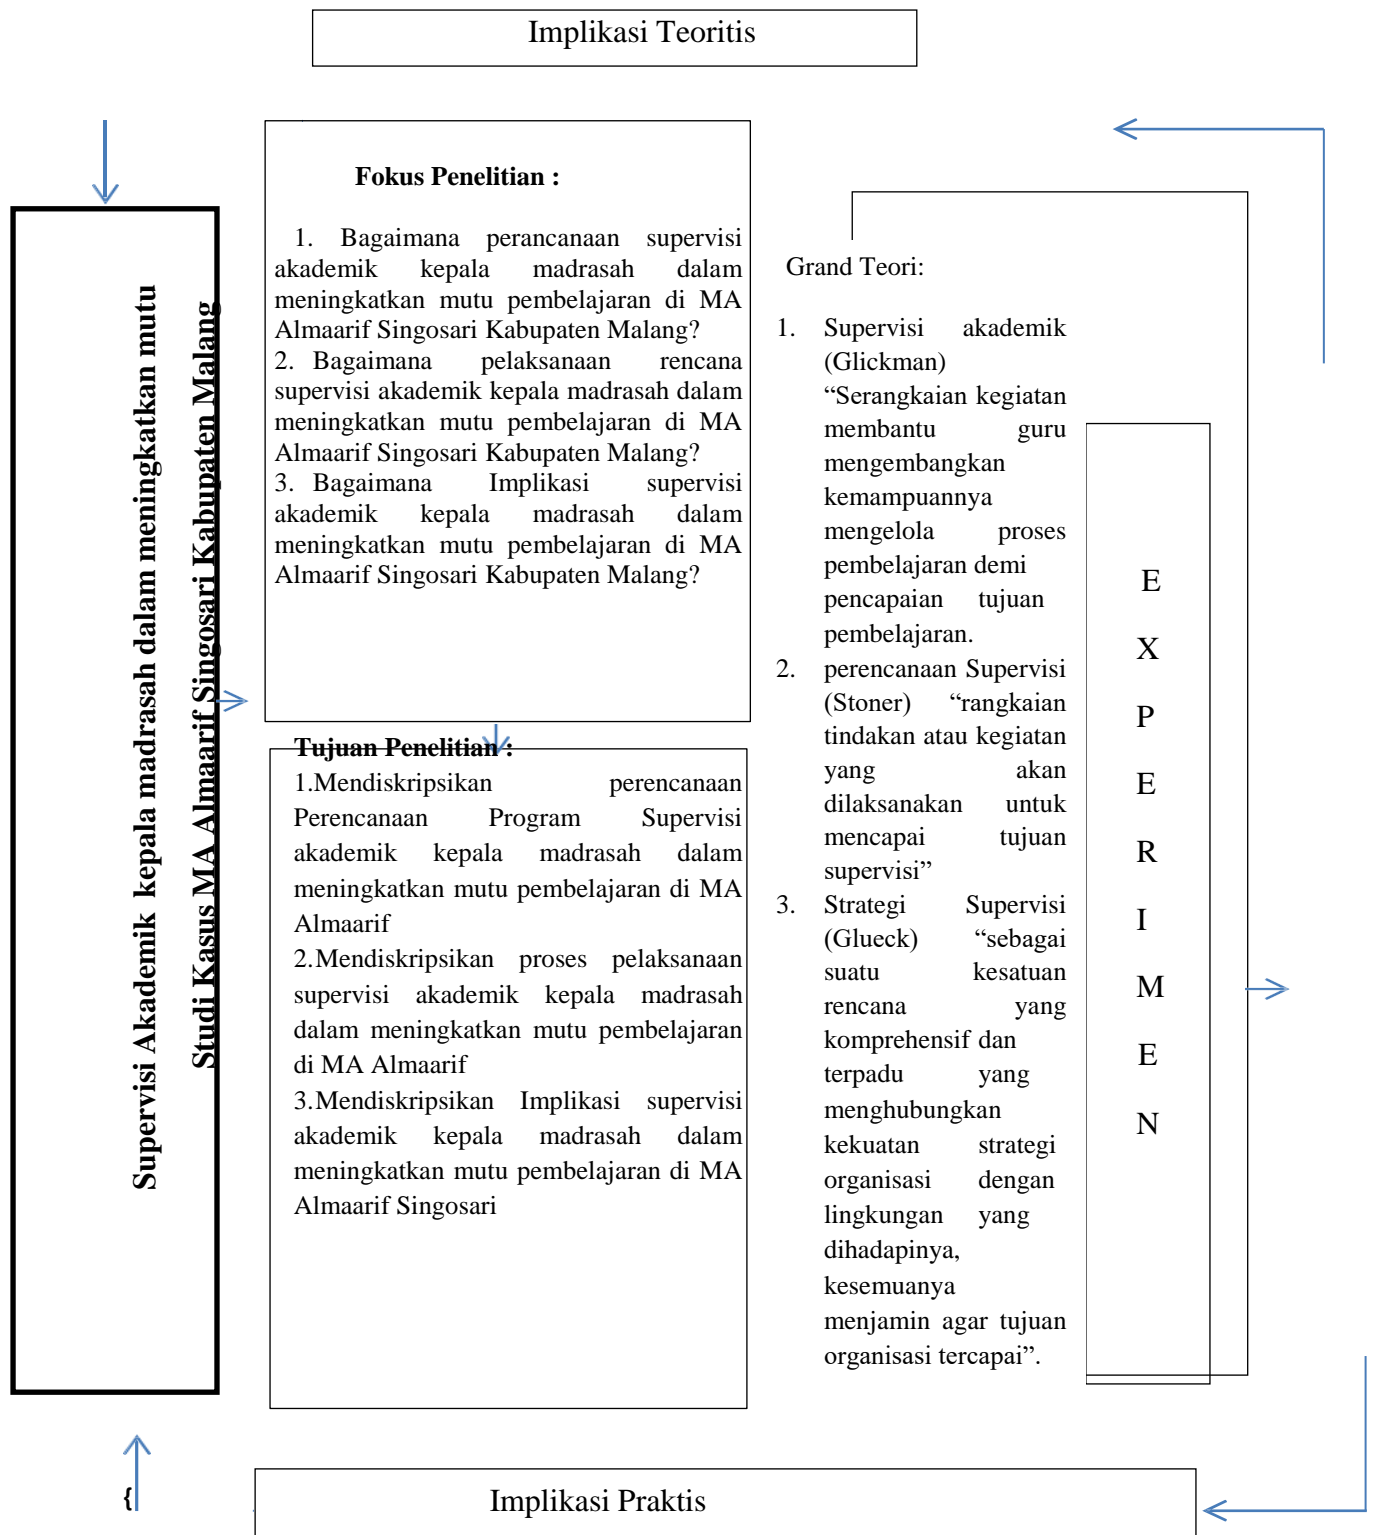 Implikasi Teoritis
Supervisi Akademik kepala madrasah dalam meningkatkan mutu
Studi Kasus MA Almaarif Singosari Kabupaten Malang
Fokus Penelitian :
1. Bagaimana perancanaan supervisi
akademik kepala madrasah dalam
meningkatkan mutu pembelajaran di MA
Almaarif Singosari Kabupaten Malang?
2. Bagaimana pelaksanaan rencana
supervisi akademik kepala madrasah dalam
meningkatkan mutu pembelajaran di MA
Almaarif Singosari Kabupaten Malang?
3. Bagaimana Implikasi supervisi
akademik kepala madrasah dalam
meningkatkan mutu pembelajaran di MA
Almaarif Singosari Kabupaten Malang?
Tujuan Penelitian :
1.Mendiskripsikan perencanaan
Perencanaan Program Supervisi
akademik kepala madrasah dalam
meningkatkan mutu pembelajaran di MA
Almaarif
2.Mendiskripsikan proses pelaksanaan
supervisi akademik kepala madrasah
dalam meningkatkan mutu pembelajaran
di MA Almaarif
3.Mendiskripsikan Implikasi supervisi
akademik kepala madrasah dalam
meningkatkan mutu pembelajaran di MA
Almaarif Singosari
Grand Teori:
1. Supervisi akademik
(Glickman)
“Serangkaian kegiatan
membantu guru
mengembangkan
kemampuannya
mengelola proses
pembelajaran demi
pencapaian tujuan
pembelajaran.
2. perencanaan Supervisi
(Stoner) “rangkaian
tindakan atau kegiatan
yang akan
dilaksanakan untuk
mencapai tujuan
supervisi”
3. Strategi Supervisi
(Glueck) “sebagai
suatu kesatuan
rencana yang
komprehensif dan
terpadu yang
menghubungkan
kekuatan strategi
organisasi dengan
lingkungan yang
dihadapinya,
kesemuanya
menjamin agar tujuan
organisasi tercapai”.
E
X
P
E
R
I
M
E
N
{
Implikasi Praktis